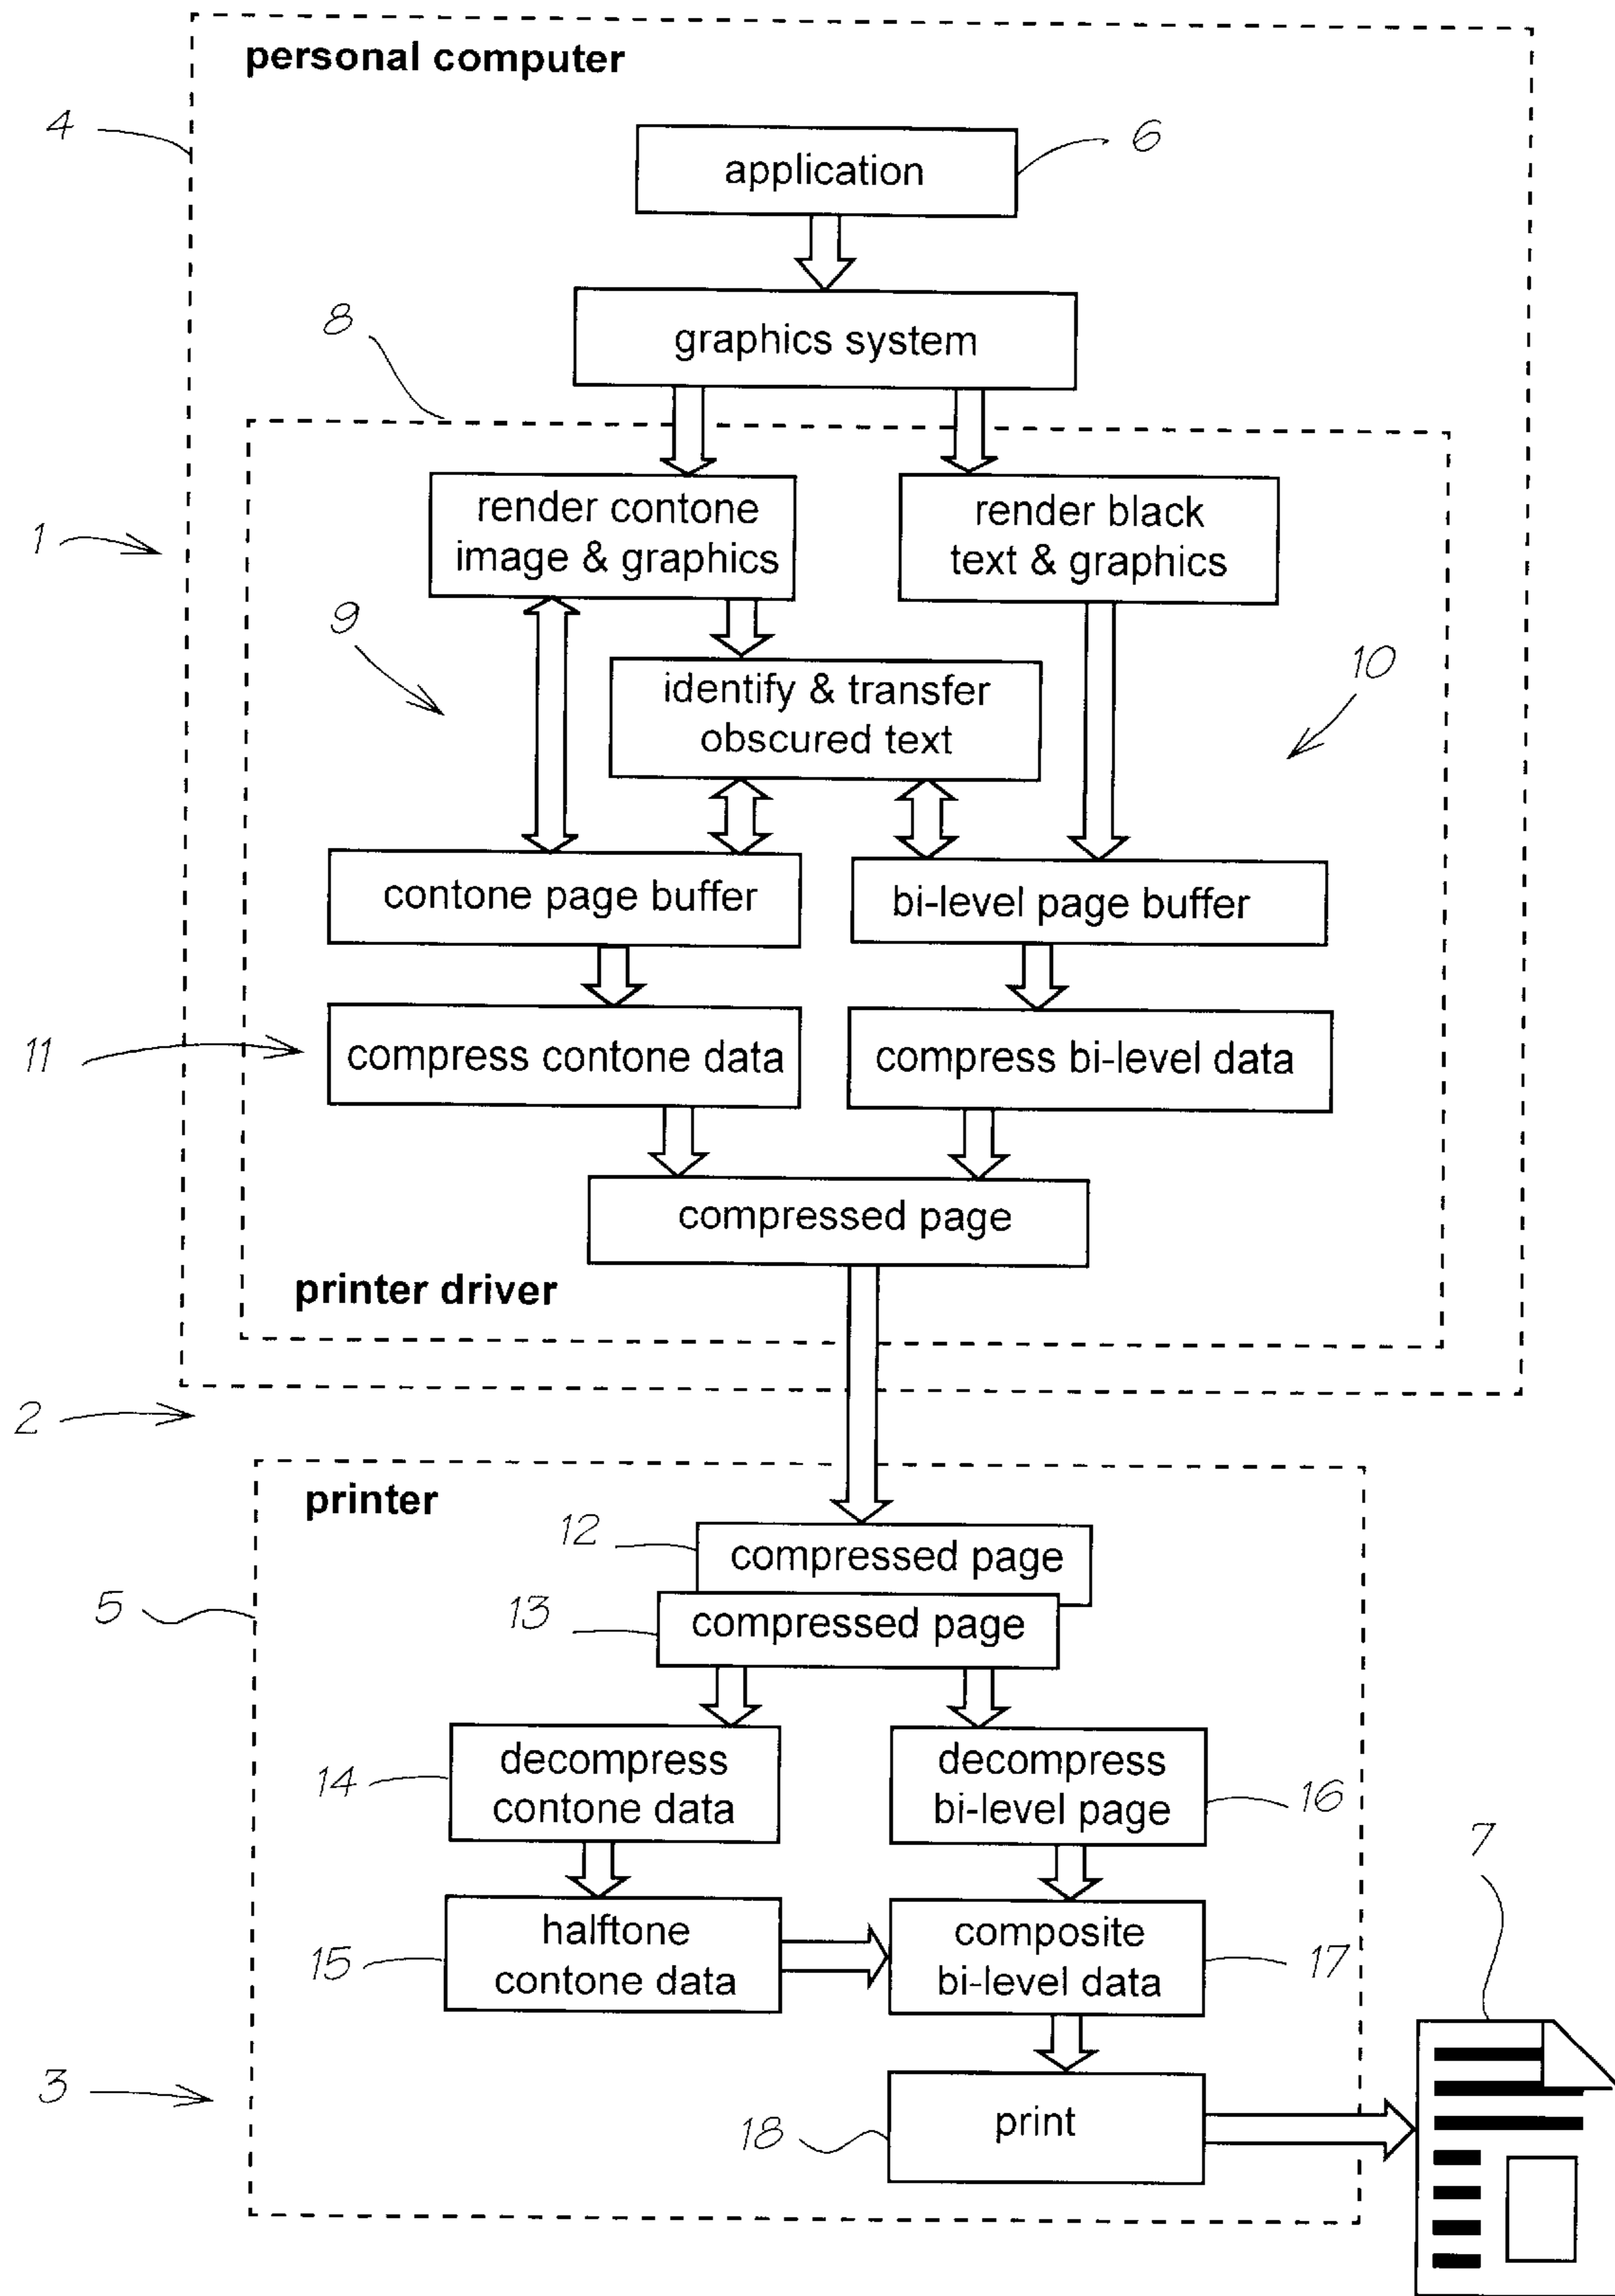 personal computer
4
application
6
graphics system
8
render contone
image & graphics
render black
text & graphics
1
9
identify & transfer
obscured text
10
contone page buffer
bi-level page buffer
11
compress contone data
compress bi-level data
compressed page
printer driver
2
printer
12
compressed page
5
13
compressed page
14
decompress
contone data
decompress
bi-level page
16
7
15
halftone
contone data
composite
bi-level data
17
3
18
print